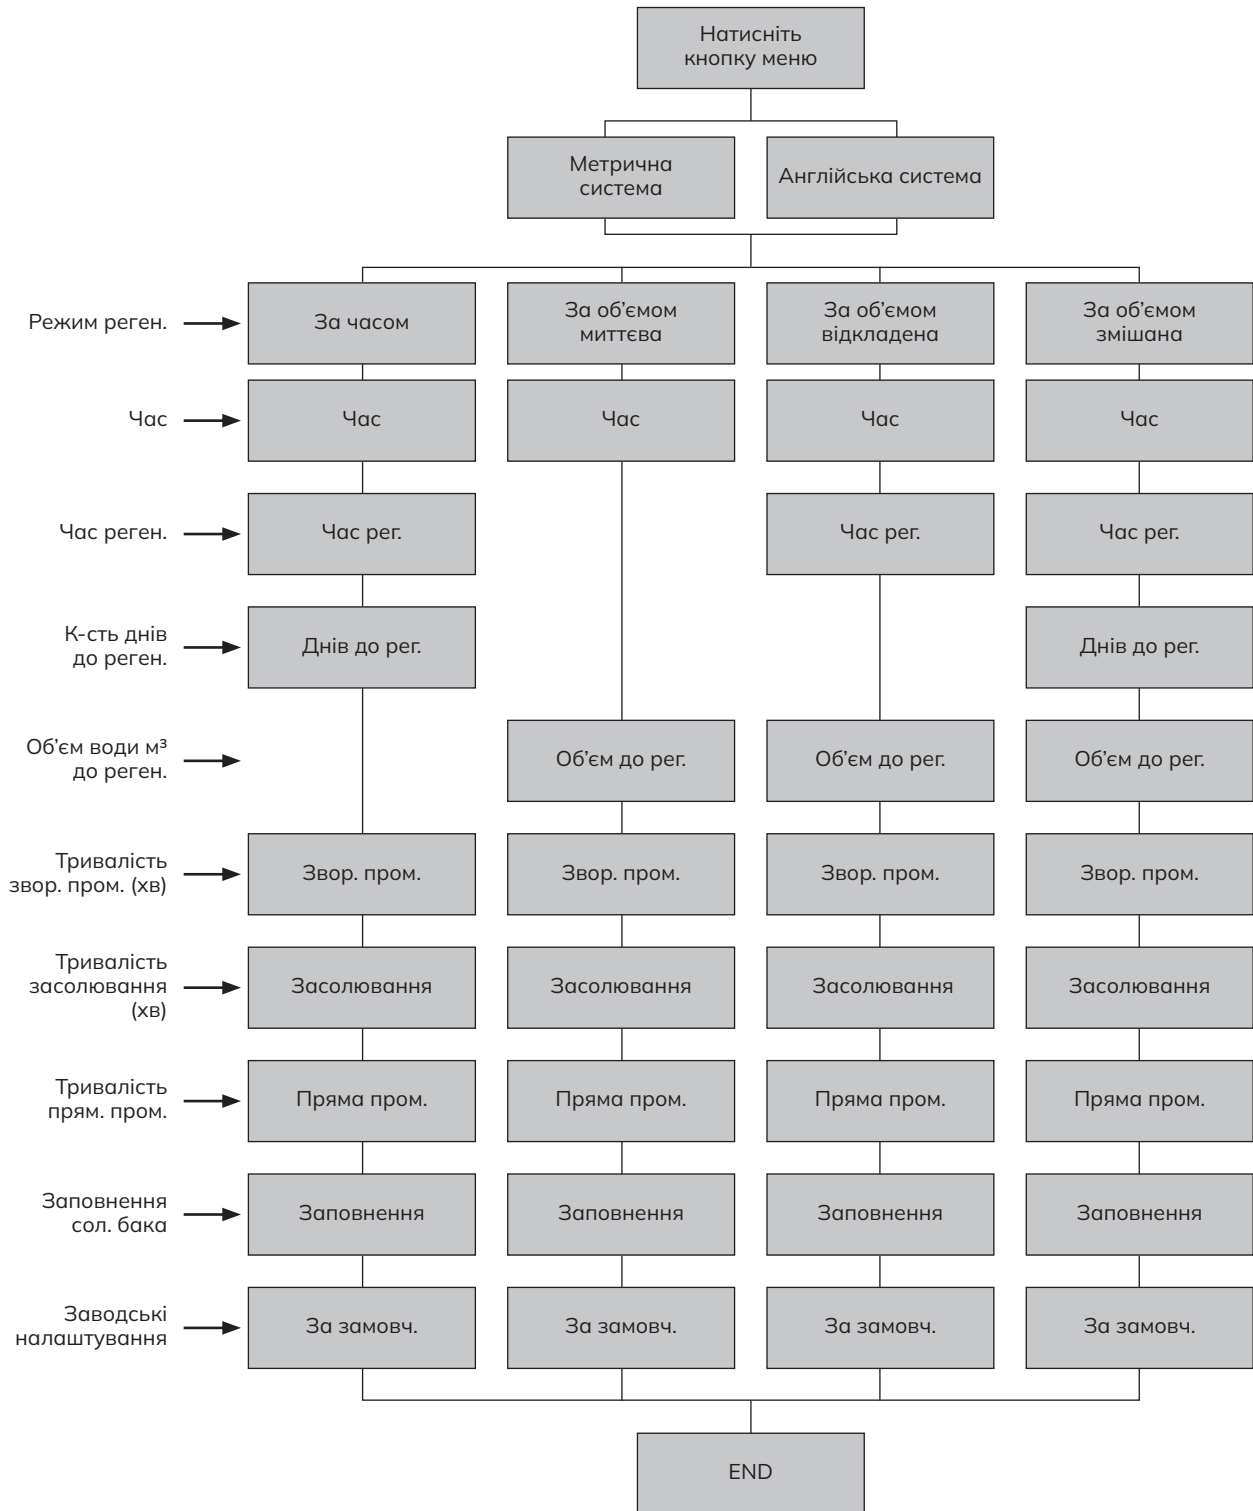 Натисніть
кнопку меню
Метрична
система
Англійська система
Режим реген.
За часом
За об’ємом
миттєва
За об’ємом
відкладена
За об’ємом
змішана
Час
Час
Час
Час
Час
Час реген.
Час рег.
Час рег.
Час рег.
К-сть днів
до реген.
Днів до рег.
Днів до рег.
Об’єм води м³
до реген.
Об’єм до рег.
Об’єм до рег.
Об’єм до рег.
Тривалість
звор. пром. (хв)
Звор. пром.
Звор. пром.
Звор. пром.
Звор. пром.
Тривалість
засолювання
(хв)
Засолювання
Засолювання
Засолювання
Засолювання
Тривалість
прям. пром.
Пряма пром.
Пряма пром.
Пряма пром.
Пряма пром.
Заповнення
сол. бака
Заповнення
Заповнення
Заповнення
Заповнення
Заводські
налаштування
За замовч.
За замовч.
За замовч.
За замовч.
END